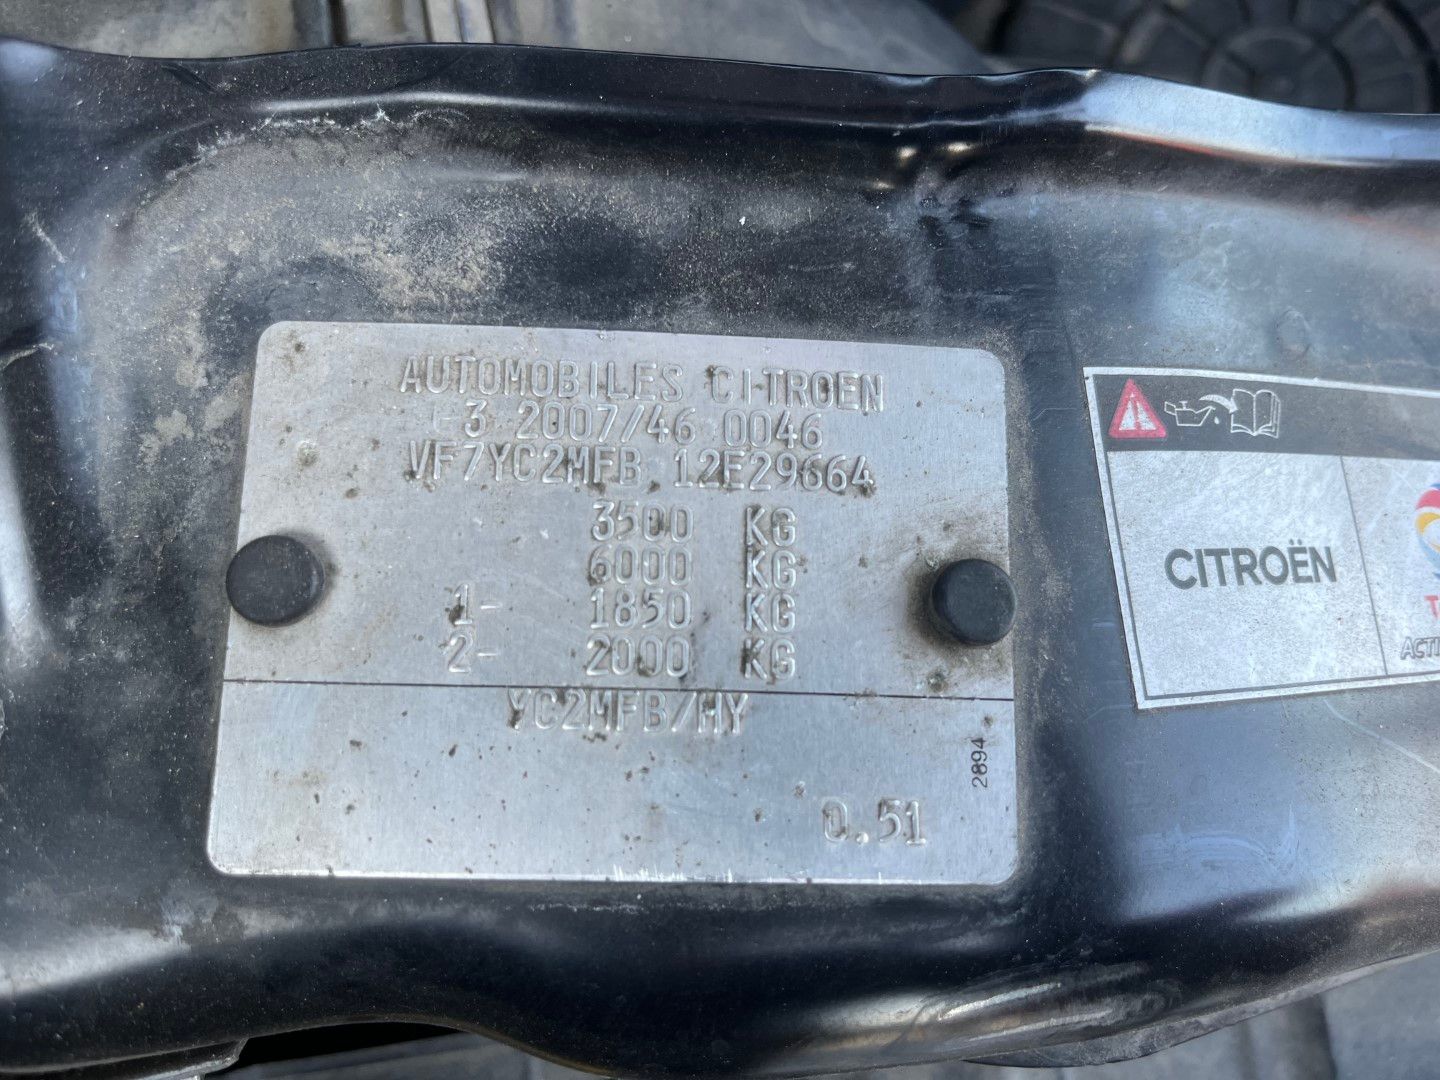 AUTOMOBILES CITROEN
3 2007/46 0046
VF7YC2MFB 12E29664
3500 KG
6000 KG
1- 1850 KG
2- 2000 KG
YC2MFB/HY
2894
0.51
CITROËN